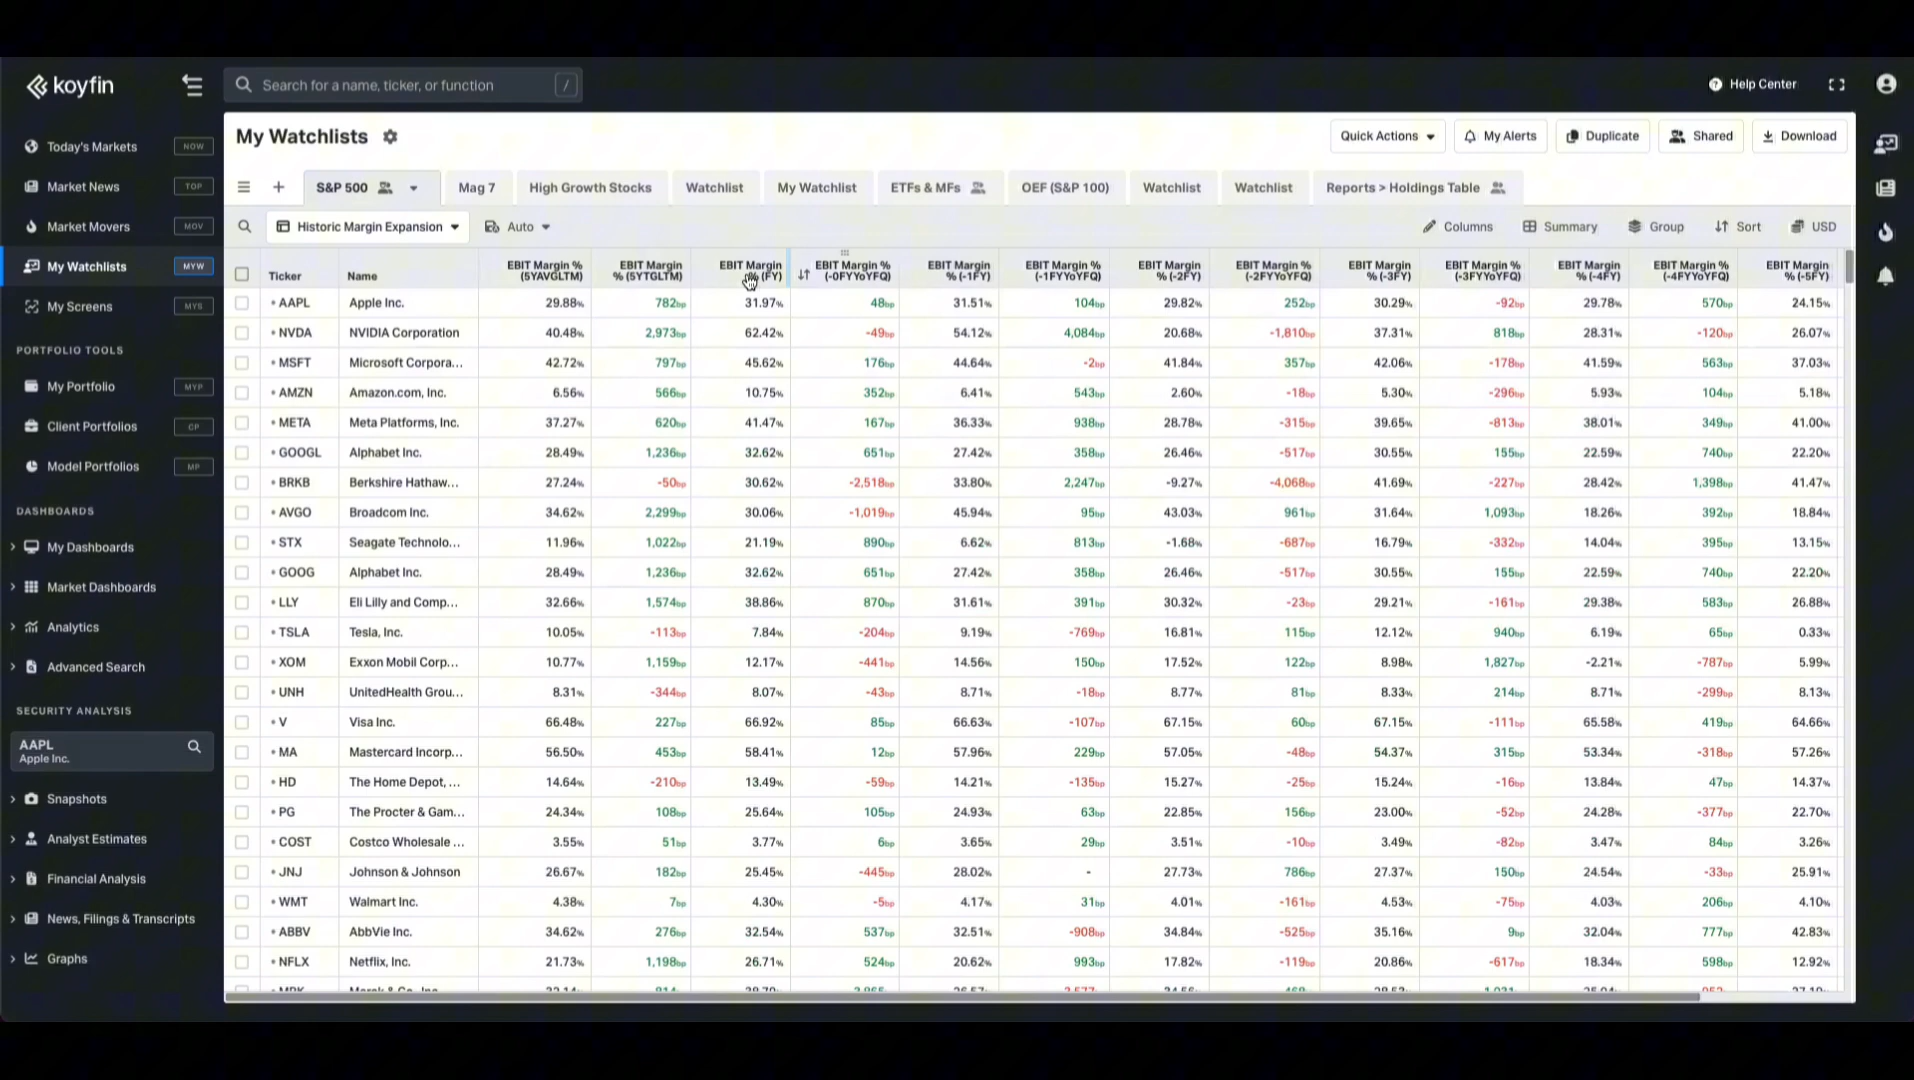 koyfin
Search for a name, ticker, or function /
Help Center
Today's Markets NOW
Market News TOP
Market Movers MOV
My Watchlists MYW
My Screens MYS
PORTFOLIO TOOLS
My Portfolio MYP
Client Portfolios CP
Model Portfolios MP
DASHBOARDS
My Dashboards
Market Dashboards
Analytics
Advanced Search
SECURITY ANALYSIS
AAPL
Apple Inc.
Snapshots
Analyst Estimates
Financial Analysis
News, Filings & Transcripts
Graphs
My Watchlists
Quick Actions My Alerts Duplicate Shared Download
S&P 500 Mag 7 High Growth Stocks Watchlist My Watchlist ETFs & MFs OEF (S&P 100) Watchlist Watchlist Reports > Holdings Table
Historic Margin Expansion Auto Columns Summary Group Sort USD
Ticker Name EBIT Margin % (5YAVGLTM) EBIT Margin % (5YTGLTM) EBIT Margin % (FY) EBIT Margin % (-0FYYoYFQ) EBIT Margin % (-1FY) EBIT Margin % (-1FYYoYFQ) EBIT Margin % (-2FY) EBIT Margin % (-2FYYoYFQ) EBIT Margin % (-3FY) EBIT Margin % (-3FYYoYFQ) EBIT Margin % (-4FY) EBIT Margin % (-4FYYoYFQ) EBIT Margin % (-5FY)
AAPL Apple Inc. 29.88% 782bp 31.97% 48bp 31.51% 104bp 29.82% 252bp 30.29% -92bp 29.78% 570bp 24.15%
NVDA NVIDIA Corporation 40.48% 2,973bp 62.42% -49bp 54.12% 4,084bp 20.68% -1,810bp 37.31% 818bp 28.31% -120bp 26.07%
MSFT Microsoft Corpora... 42.72% 797bp 45.62% 176bp 44.64% -2bp 41.84% 357bp 42.06% -178bp 41.59% 563bp 37.03%
AMZN Amazon.com, Inc. 6.56% 566bp 10.75% 352bp 6.41% 543bp 2.60% -18bp 5.30% -296bp 5.93% 104bp 5.18%
META Meta Platforms, Inc. 37.27% 620bp 41.47% 167bp 36.33% 938bp 28.78% -315bp 39.65% -813bp 38.01% 349bp 41.00%
GOOGL Alphabet Inc. 28.49% 1,236bp 32.62% 651bp 27.42% 358bp 26.46% -517bp 30.55% 155bp 22.59% 740bp 22.20%
BRKB Berkshire Hathaw... 27.24% -50bp 30.62% -2,518bp 33.80% 2,247bp -9.27% -4,068bp 41.69% -227bp 28.42% 1,398bp 41.47%
AVGO Broadcom Inc. 34.62% 2,299bp 30.06% -1,019bp 45.94% 95bp 43.03% 961bp 31.64% 1,093bp 18.26% 392bp 18.84%
STX Seagate Technolo... 11.96% 1,022bp 21.19% 890bp 6.62% 813bp -1.68% -687bp 16.79% -332bp 14.04% 395bp 13.15%
GOOG Alphabet Inc. 28.49% 1,236bp 32.62% 651bp 27.42% 358bp 26.46% -517bp 30.55% 155bp 22.59% 740bp 22.20%
LLY Eli Lilly and Comp... 32.66% 1,574bp 38.86% 870bp 31.61% 391bp 30.32% -23bp 29.21% -161bp 29.38% 583bp 26.88%
TSLA Tesla, Inc. 10.05% -113bp 7.84% -204bp 9.19% -769bp 16.81% 115bp 12.12% 940bp 6.19% 65bp 0.33%
XOM Exxon Mobil Corp... 10.77% 1,159bp 12.17% -441bp 14.56% 150bp 17.52% 122bp 8.98% 1,827bp -2.21% -787bp 5.99%
UNH UnitedHealth Grou... 8.31% -344bp 8.07% -43bp 8.71% -18bp 8.77% 81bp 8.33% 214bp 8.71% -299bp 8.13%
V Visa Inc. 66.48% 227bp 66.92% 85bp 66.63% -107bp 67.15% 60bp 67.15% -111bp 65.58% 419bp 64.66%
MA Mastercard Incorp... 56.50% 453bp 58.41% 12bp 57.96% 229bp 57.05% -48bp 54.37% 315bp 53.34% -318bp 57.26%
HD The Home Depot, ... 14.64% -210bp 13.49% -59bp 14.21% -135bp 15.27% -25bp 15.24% -16bp 13.84% 47bp 14.37%
PG The Procter & Gam... 24.34% 108bp 25.64% 105bp 24.93% 63bp 22.85% 156bp 23.00% -52bp 24.28% -377bp 22.70%
COST Costco Wholesale ... 3.55% 51bp 3.77% 6bp 3.65% 29bp 3.51% -10bp 3.49% -82bp 3.47% 84bp 3.26%
JNJ Johnson & Johnson 26.67% 182bp 25.45% -445bp 28.02% - 27.73% 786bp 27.37% 150bp 24.54% -33bp 25.91%
WMT Walmart Inc. 4.38% 7bp 4.30% -5bp 4.17% 31bp 4.01% -161bp 4.53% -75bp 4.03% 206bp 4.10%
ABBV AbbVie Inc. 34.62% 276bp 32.54% 537bp 32.51% -908bp 34.84% -525bp 35.16% 9bp 32.04% 777bp 42.83%
NFLX Netflix, Inc. 21.73% 1,198bp 26.71% 524bp 20.62% 993bp 17.82% -119bp 20.86% -617bp 18.34% 598bp 12.92%